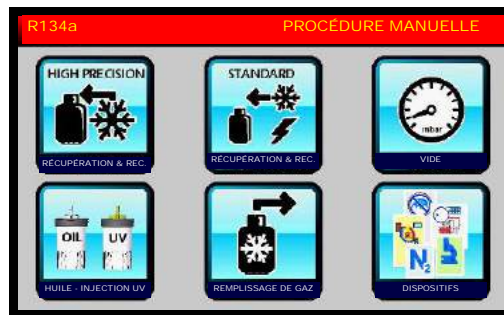 R134a PROCÉDURE MANUELLE
HIGH PRECISION
RÉCUPÉRATION & REC.
STANDARD
RÉCUPÉRATION & REC.
mbar
VIDE
OIL UV
HUILE - INJECTION UV
REMPLISSAGE DE GAZ
N₂
DISPOSITIFS